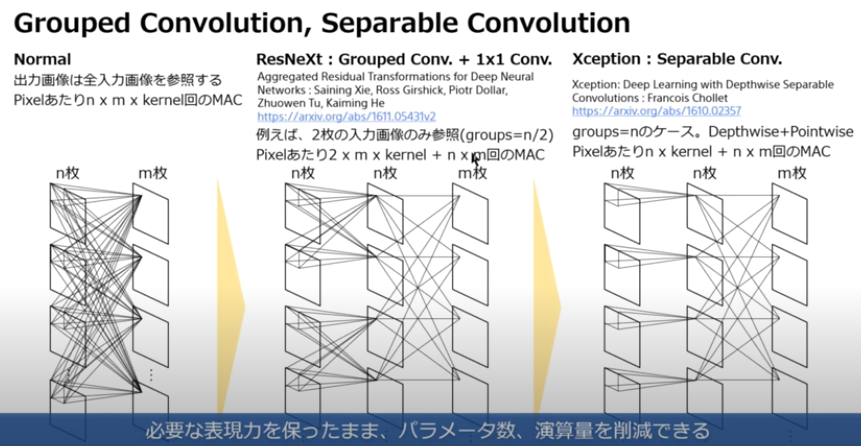 Grouped Convolution, Separable Convolution
Normal
出力画像は全入力画像を参照する
Pixelあたりn x m x kernel回のMAC
n枚 m枚
ResNeXt : Grouped Conv. + 1x1 Conv.
Aggregated Residual Transformations for Deep Neural
Networks : Saining Xie, Ross Girshick, Piotr Dollar,
Zhuowen Tu, Kaiming He
https://arxiv.org/abs/1611.05431v2
例えば、2枚の入力画像のみ参照(groups=n/2)
Pixelあたり2 x m x kernel + n x m回のMAC
n枚 n枚 m枚
Xception : Separable Conv.
Xception: Deep Learning with Depthwise Separable
Convolutions : Francois Chollet
https://arxiv.org/abs/1610.02357
groups=nのケース。Depthwise+Pointwise
Pixelあたりn x kernel + n x m回のMAC
n枚 n枚 m枚
必要な表現力を保ったまま、パラメータ数、演算量を削減できる